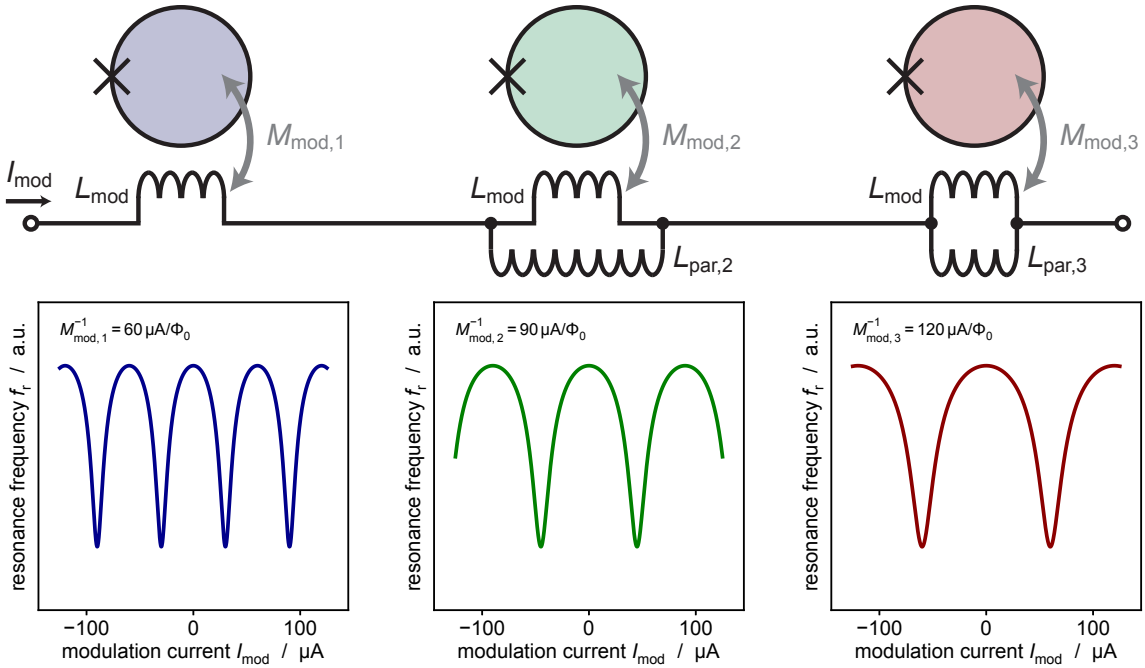 M_mod,1
M_mod,2
M_mod,3
I_mod
L_mod
L_mod
L_mod
L_par,2
L_par,3
M⁻¹_mod,1 = 60 µA/Φ₀
M⁻¹_mod,2 = 90 µA/Φ₀
M⁻¹_mod,3 = 120 µA/Φ₀
resonance frequency f_r / a.u.
resonance frequency f_r / a.u.
resonance frequency f_r / a.u.
−100 0 100
−100 0 100
−100 0 100
modulation current I_mod / µA
modulation current I_mod / µA
modulation current I_mod / µA